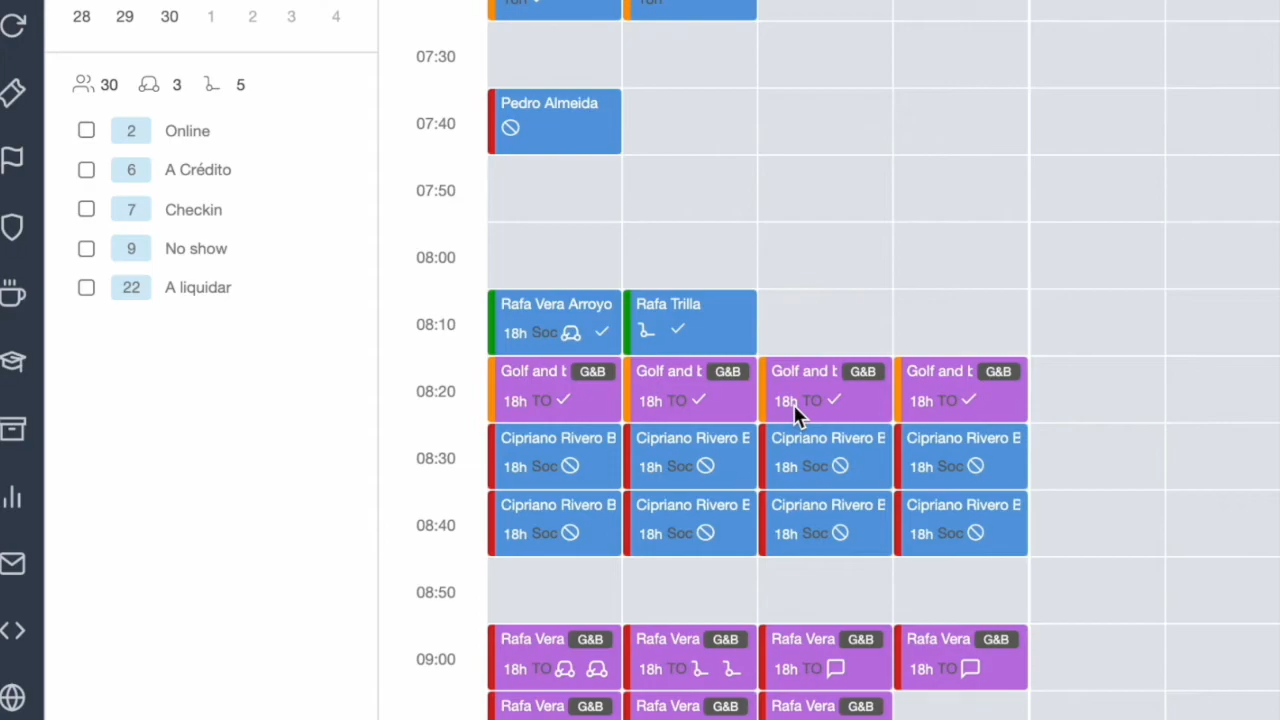 28 29 30 1 2 3 4
30 3 5
2 Online
6 A Crédito
7 Checkin
9 No show
22 A liquidar
18h 18h
07:30
Pedro Almeida
07:40
07:50
08:00
Rafa Vera Arroyo Rafa Trilla
08:10
18h Soc
Golf and t G&B Golf and t G&B Golf and t G&B Golf and t G&B
08:20
18h TO 18h TO 18h TO 18h TO
Cipriano Rivero B Cipriano Rivero B Cipriano Rivero B Cipriano Rivero B
08:30
18h Soc 18h Soc 18h Soc 18h Soc
Cipriano Rivero B Cipriano Rivero B Cipriano Rivero B Cipriano Rivero B
08:40
18h Soc 18h Soc 18h Soc 18h Soc
08:50
Rafa Vera G&B Rafa Vera G&B Rafa Vera G&B Rafa Vera G&B
09:00
18h TO 18h TO 18h TO 18h TO
Rafa Vera G&B Rafa Vera G&B Rafa Vera G&B